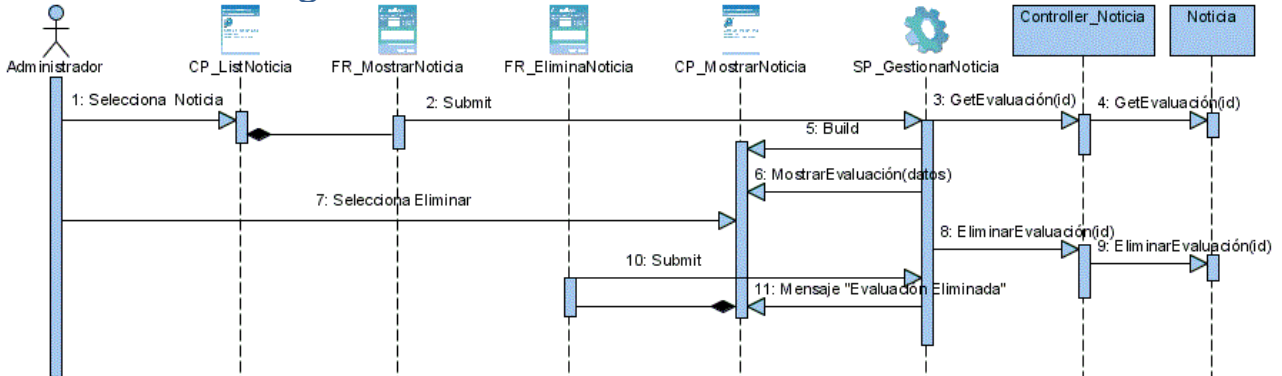 Controller_Noticia
Noticia
Administrador
CP_ListNoticia
FR_MostrarNoticia
FR_EliminaNoticia
CP_MostrarNoticia
SP_GestionarNoticia
1: Selecciona Noticia
2: Submit
3: GetEvaluación(id)
4: GetEvaluación(id)
5: Build
6: MostrarEvaluación(datos)
7: Selecciona Eliminar
8: EliminarEvaluación(id)
9: EliminarEvaluación(id)
10: Submit
11: Mensaje "Evaluación Eliminada"